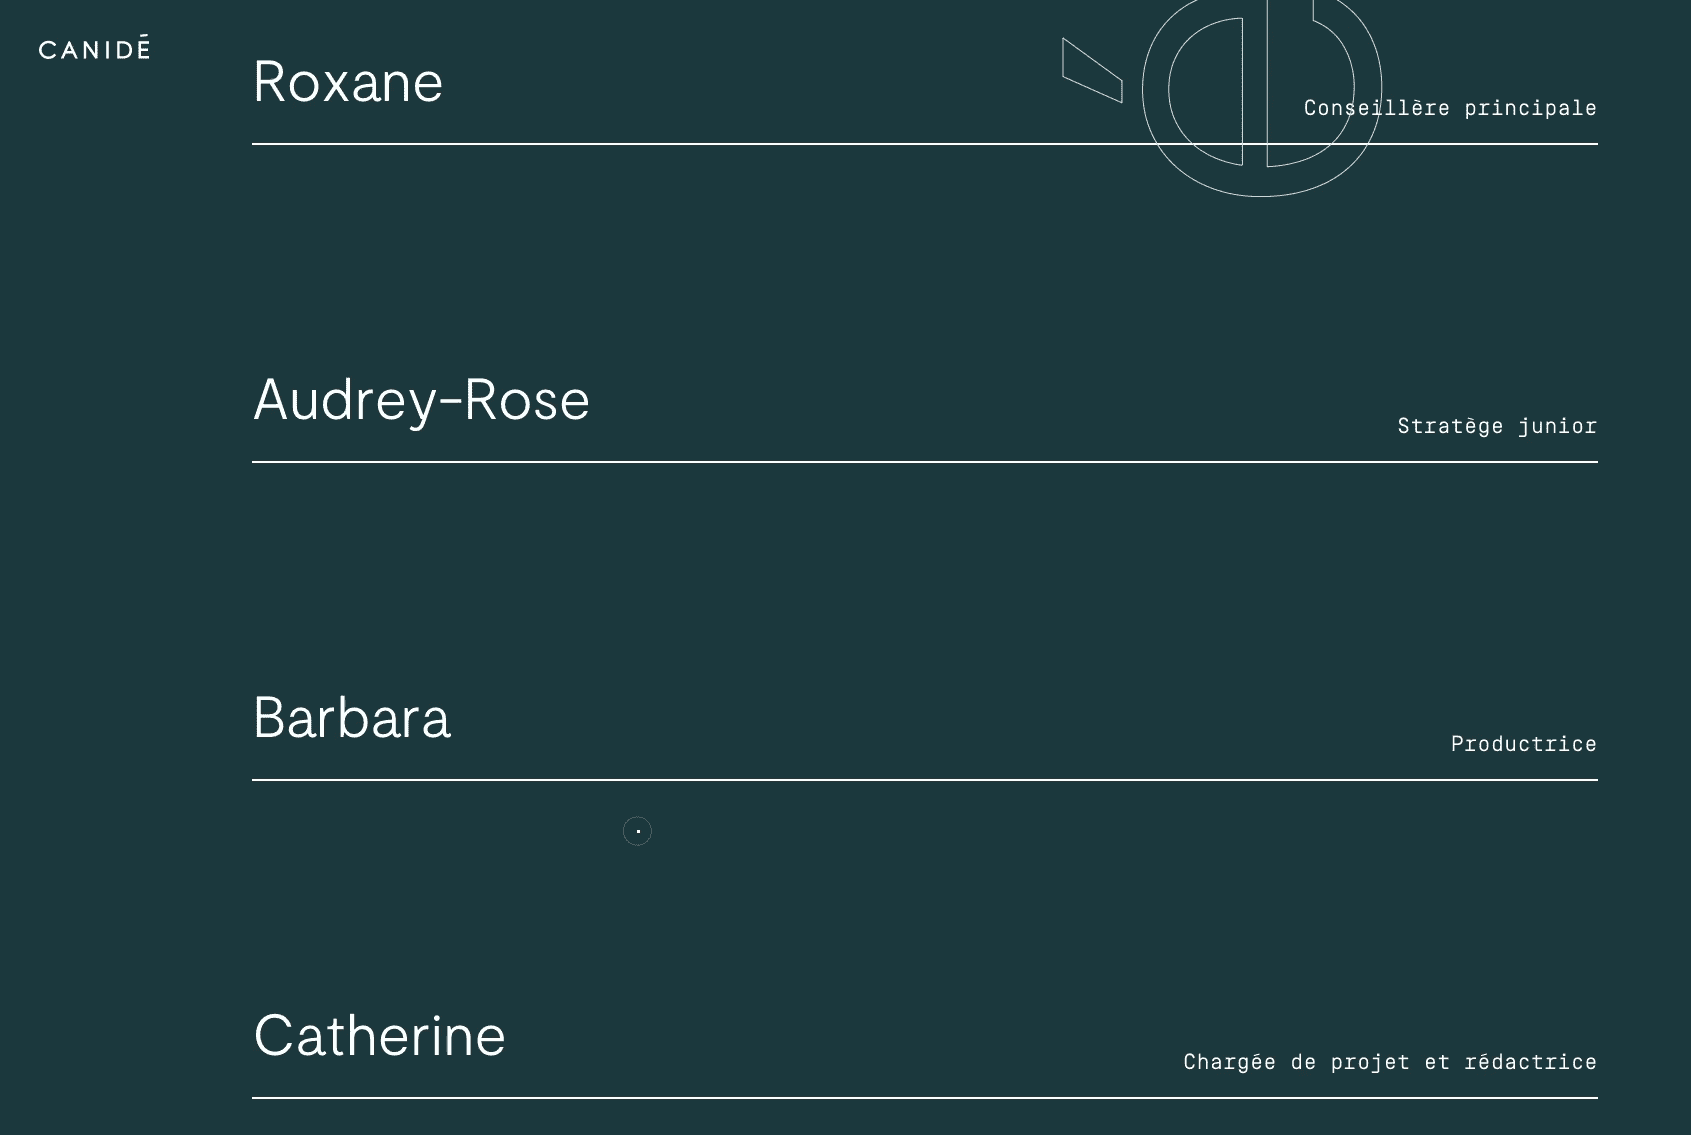 CANIDÉ
Roxane
Conseillère principale
Audrey-Rose
Stratège junior
Barbara
Productrice
Catherine
Chargée de projet et rédactrice